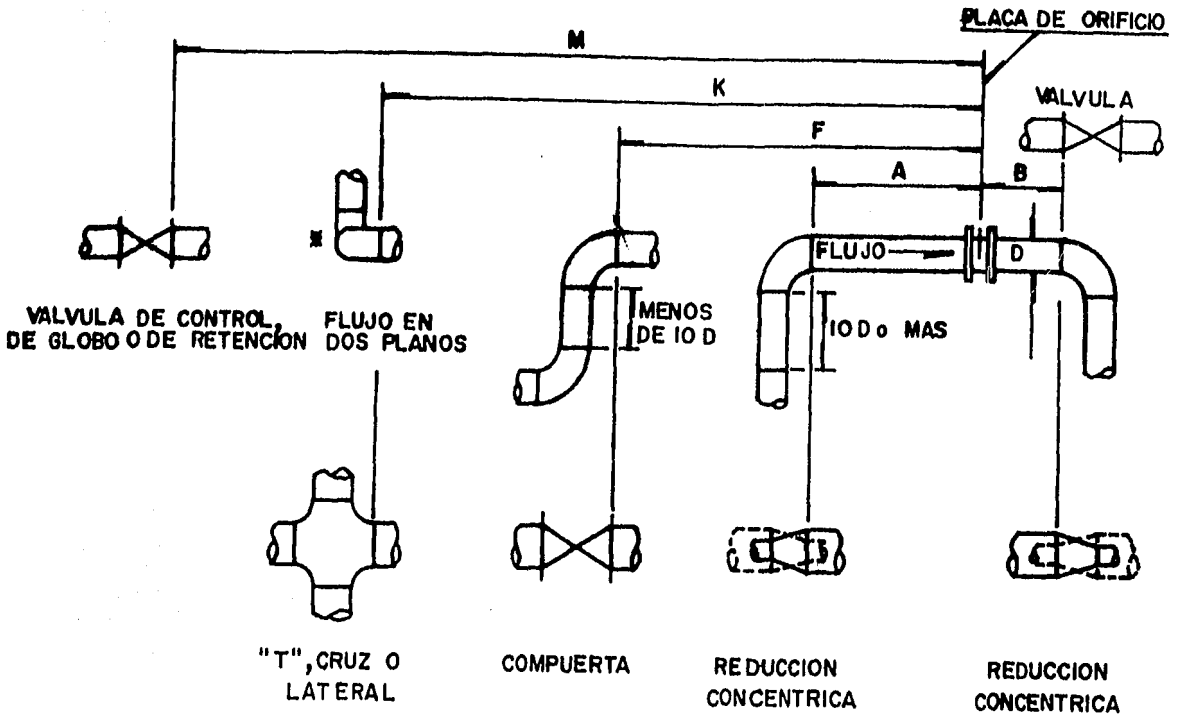 PLACA DE ORIFICIO
M
K
VALVULA
F
A
B
FLUJO
D
VALVULA DE CONTROL,
DE GLOBO O DE RETENCION
FLUJO EN
DOS PLANOS
MENOS
DE 10 D
10 D o MAS
"T", CRUZ O
LATERAL
COMPUERTA
REDUCCION
CONCENTRICA
REDUCCION
CONCENTRICA